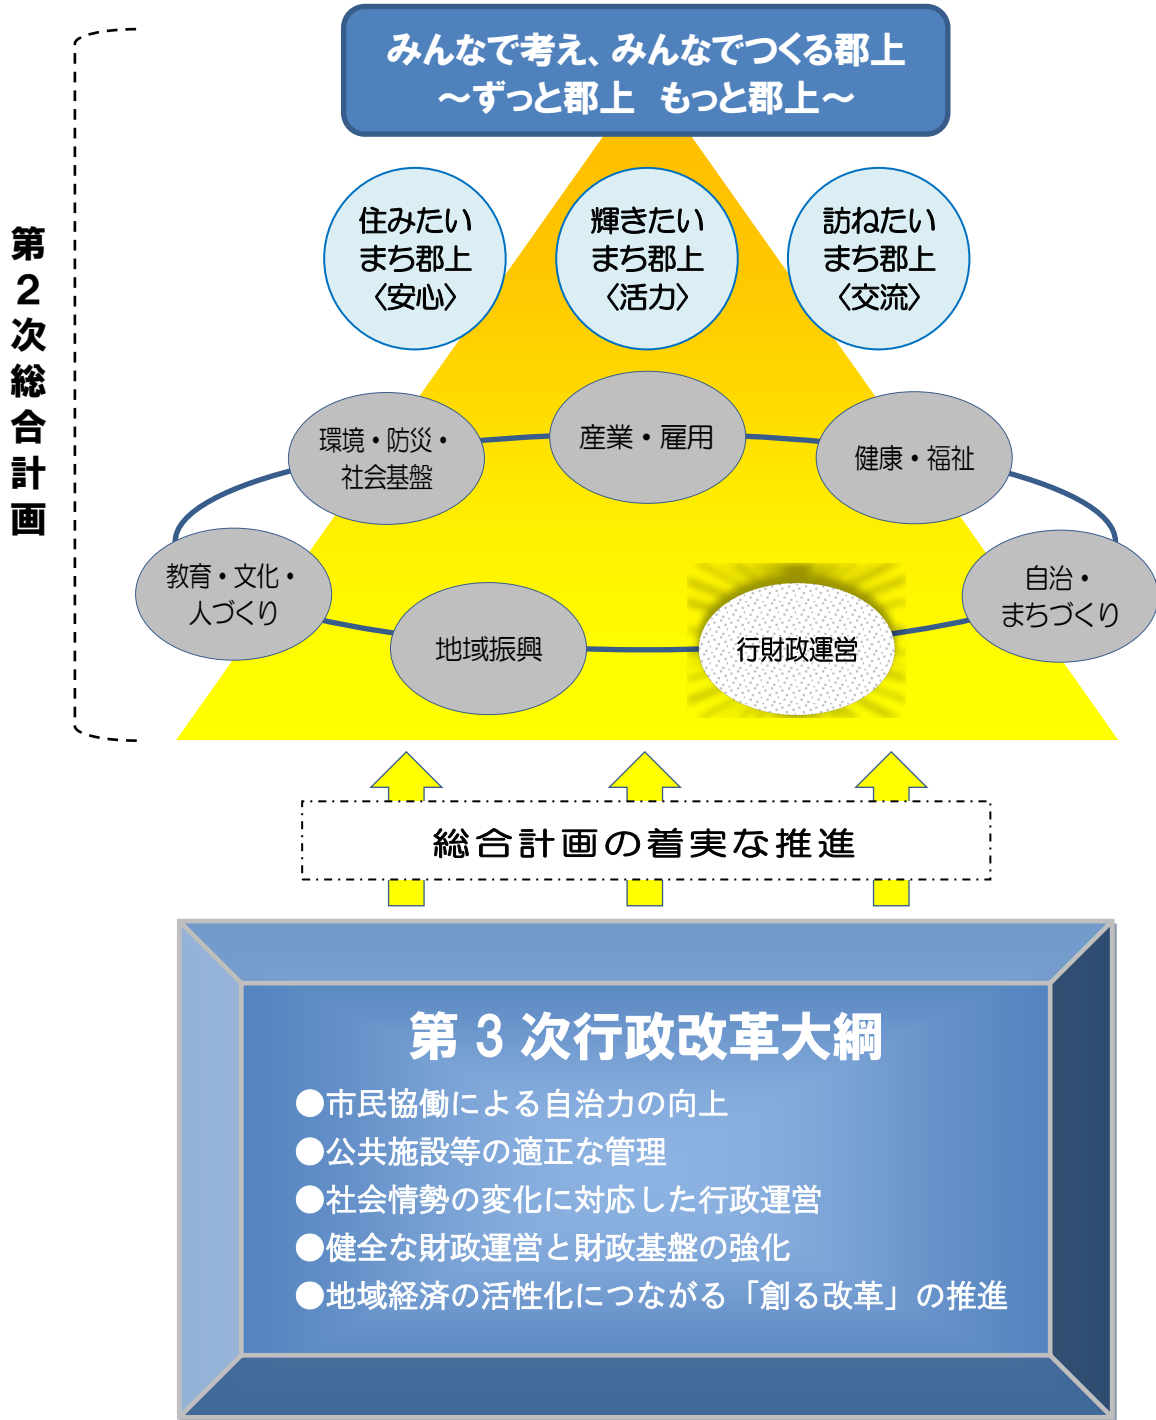 みんなで考え、みんなでつくる郡上
～ずっと郡上　もっと郡上～
第２次総合計画
住みたい
まち郡上
〈安心〉
輝きたい
まち郡上
〈活力〉
訪ねたい
まち郡上
〈交流〉
環境・防災・
社会基盤
産業・雇用
健康・福祉
教育・文化・
人づくり
地域振興
行財政運営
自治・
まちづくり
総合計画の着実な推進
第 3 次行政改革大綱
●市民協働による自治力の向上
●公共施設等の適正な管理
●社会情勢の変化に対応した行政運営
●健全な財政運営と財政基盤の強化
●地域経済の活性化につながる「創る改革」の推進